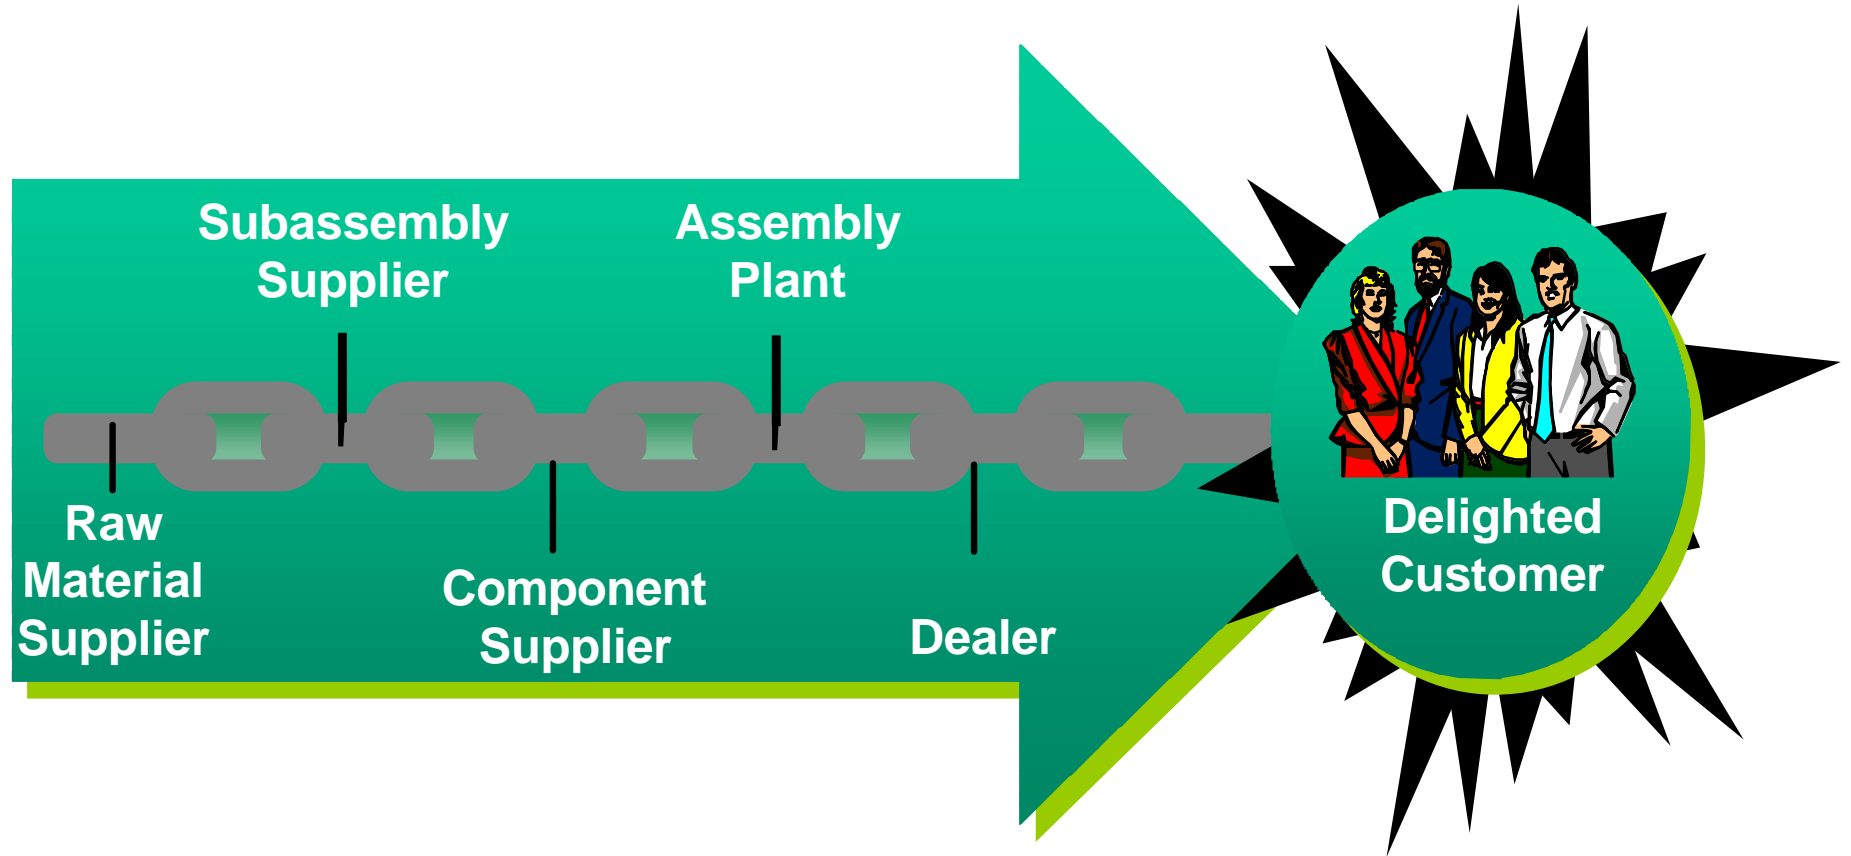 Subassembly
Supplier
Assembly
Plant
Raw
Material
Supplier
Component
Supplier
Dealer
Delighted
Customer